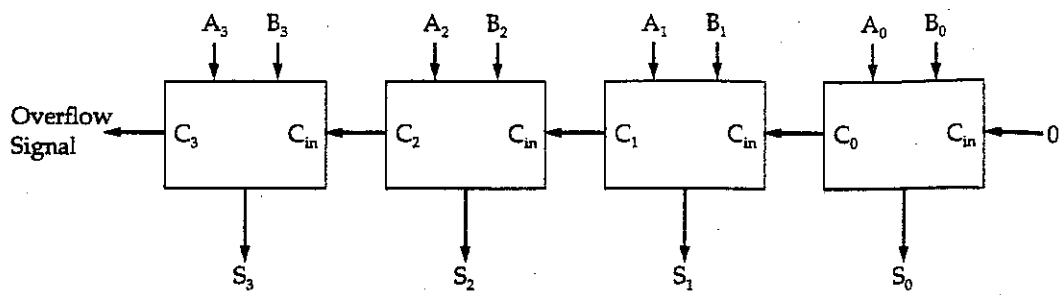 A3 B3 A2 B2 A1 B1 A0 B0
Overflow
Signal
C3 Cin C2 Cin C1 Cin C0 Cin 0
S3 S2 S1 S0